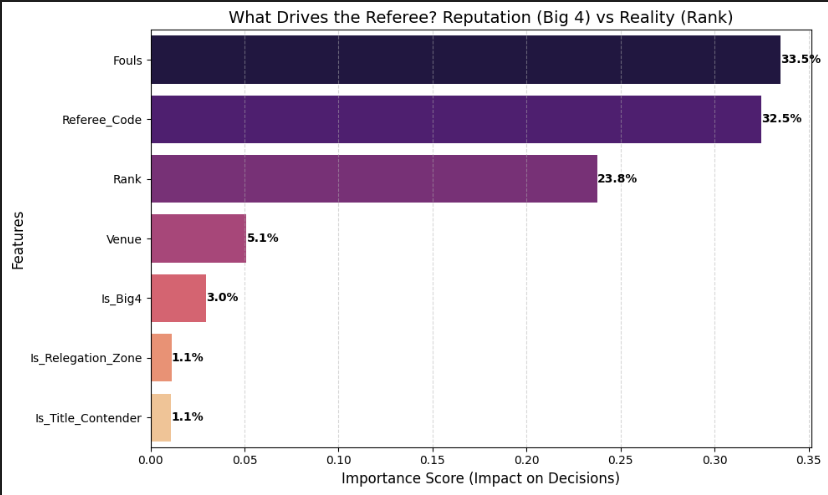 What Drives the Referee? Reputation (Big 4) vs Reality (Rank)
Fouls 33.5%
Referee_Code 32.5%
Rank 23.8%
Venue 5.1%
Is_Big4 3.0%
Is_Relegation_Zone 1.1%
Is_Title_Contender 1.1%
Features
0.00 0.05 0.10 0.15 0.20 0.25 0.30 0.35
Importance Score (Impact on Decisions)